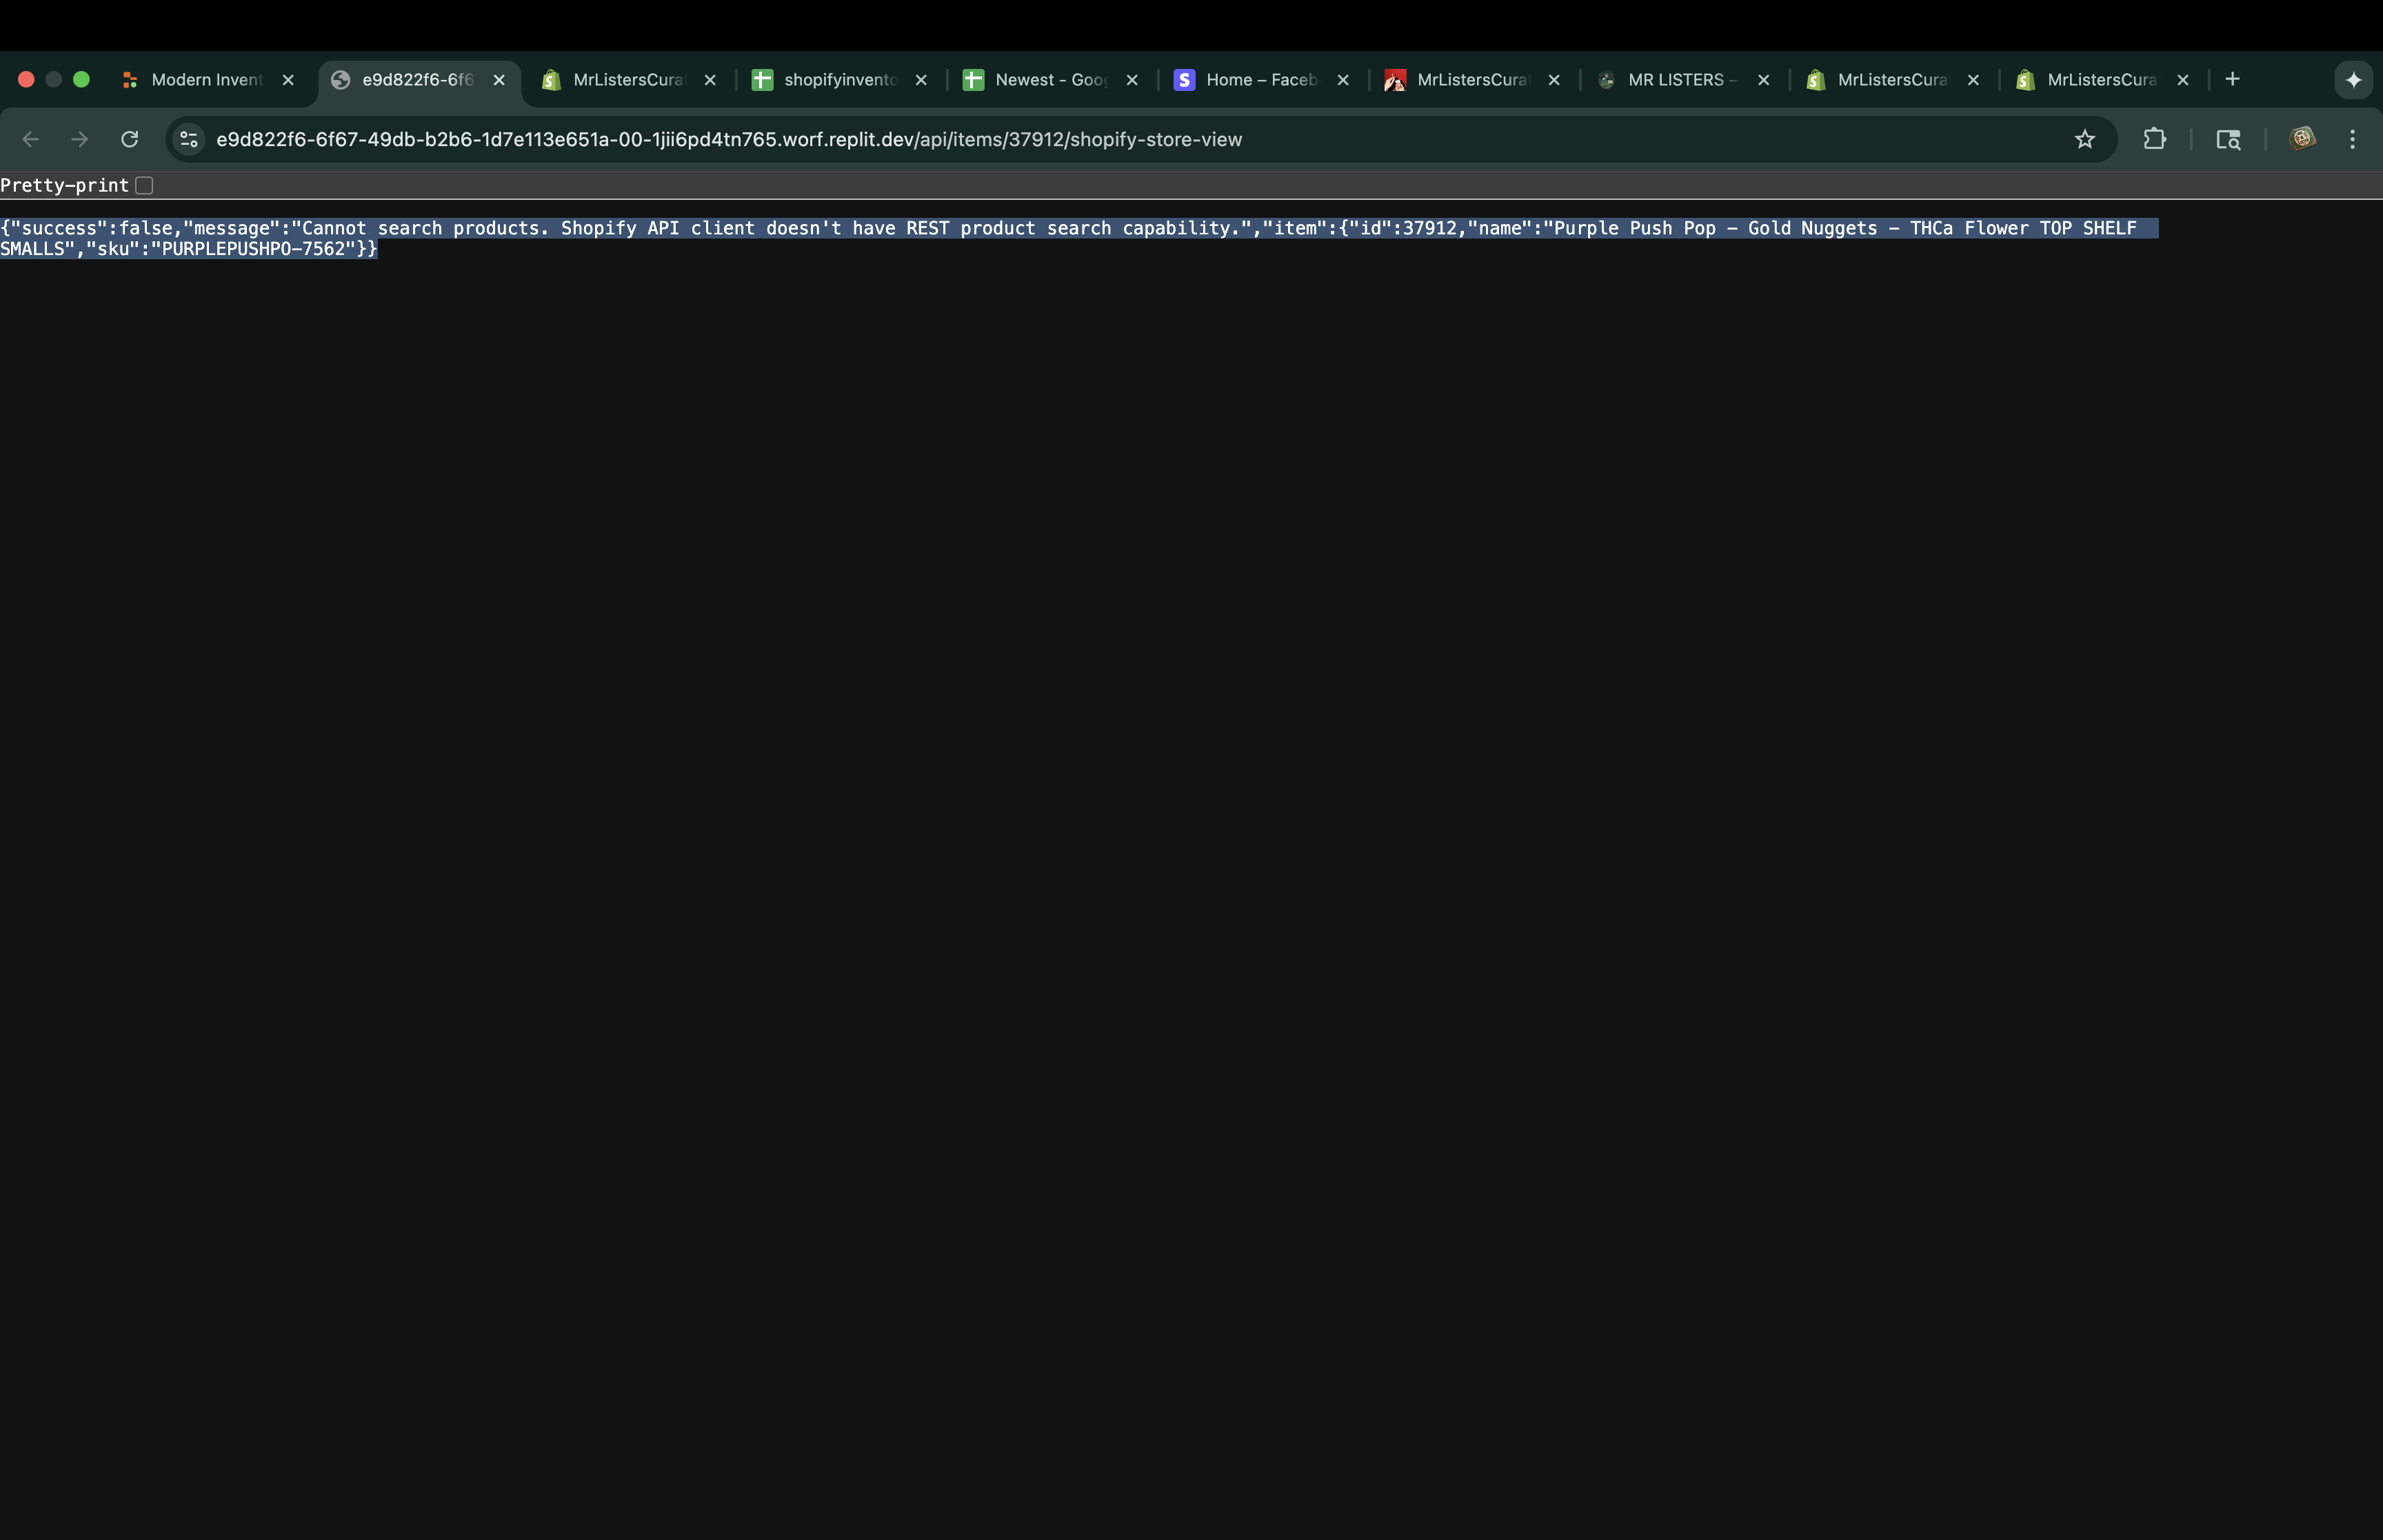 Modern Invent
e9d822f6-6f6
MrListersCurat
shopifyinvento
Newest - Goog
Home – Faceb
MrListersCurat
MR LISTERS –
MrListersCura
MrListersCura
e9d822f6-6f67-49db-b2b6-1d7e113e651a-00-1jii6pd4tn765.worf.replit.dev/api/items/37912/shopify-store-view
Pretty-print
{"success":false,"message":"Cannot search products. Shopify API client doesn't have REST product search capability.","item":{"id":37912,"name":"Purple Push Pop – Gold Nuggets – THCa Flower TOP SHELF
SMALLS","sku":"PURPLEPUSHPO-7562"}}